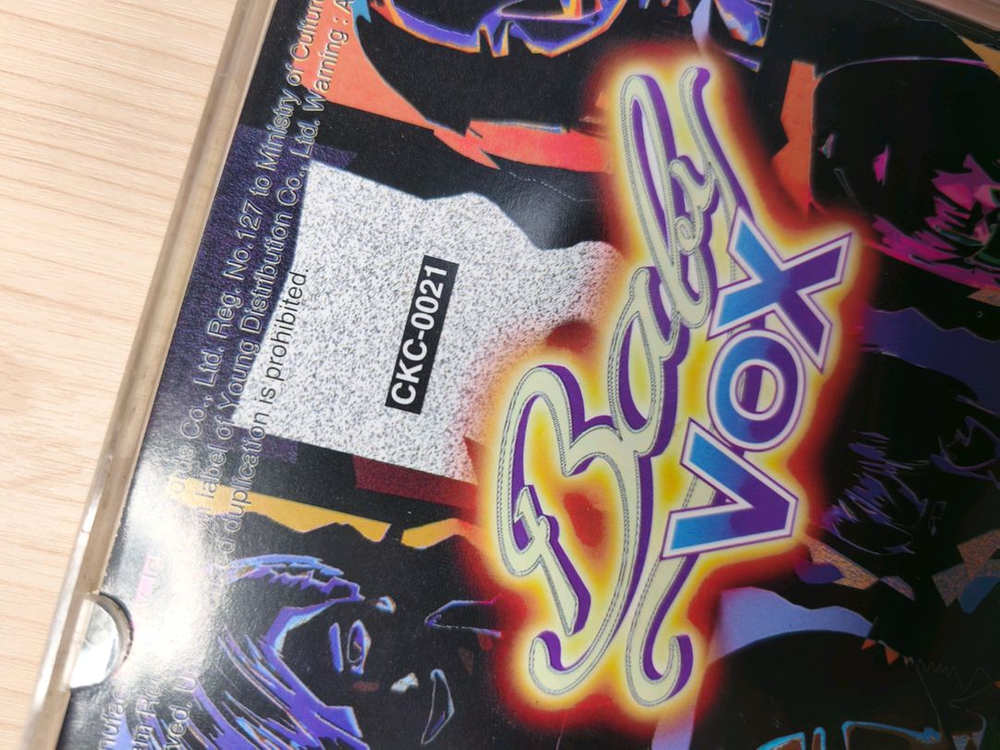 Co., Ltd. Reg. No.127 to Ministry of Culture
label of Young Distribution Co., Ltd. Warning :
duplication is prohibited
CKC-0021
Baby
VOX